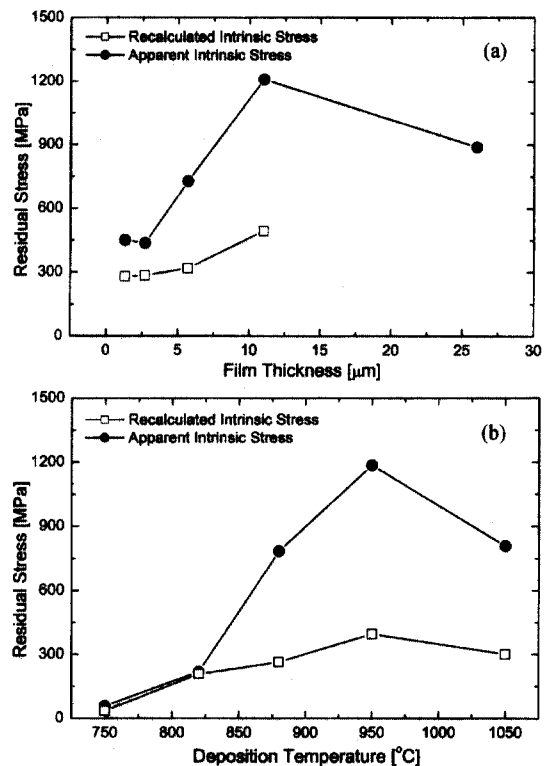 1500
Recalculated Intrinsic Stress
Apparent Intrinsic Stress
(a)
1200
900
600
300
0
Residual Stress [MPa]
0 5 10 15 20 25 30
Film Thickness [μm]
1500
Recalculated Intrinsic Stress
Apparent Intrinsic Stress
(b)
1200
900
600
300
0
Residual Stress [MPa]
750 800 850 900 950 1000 1050
Deposition Temperature [°C]